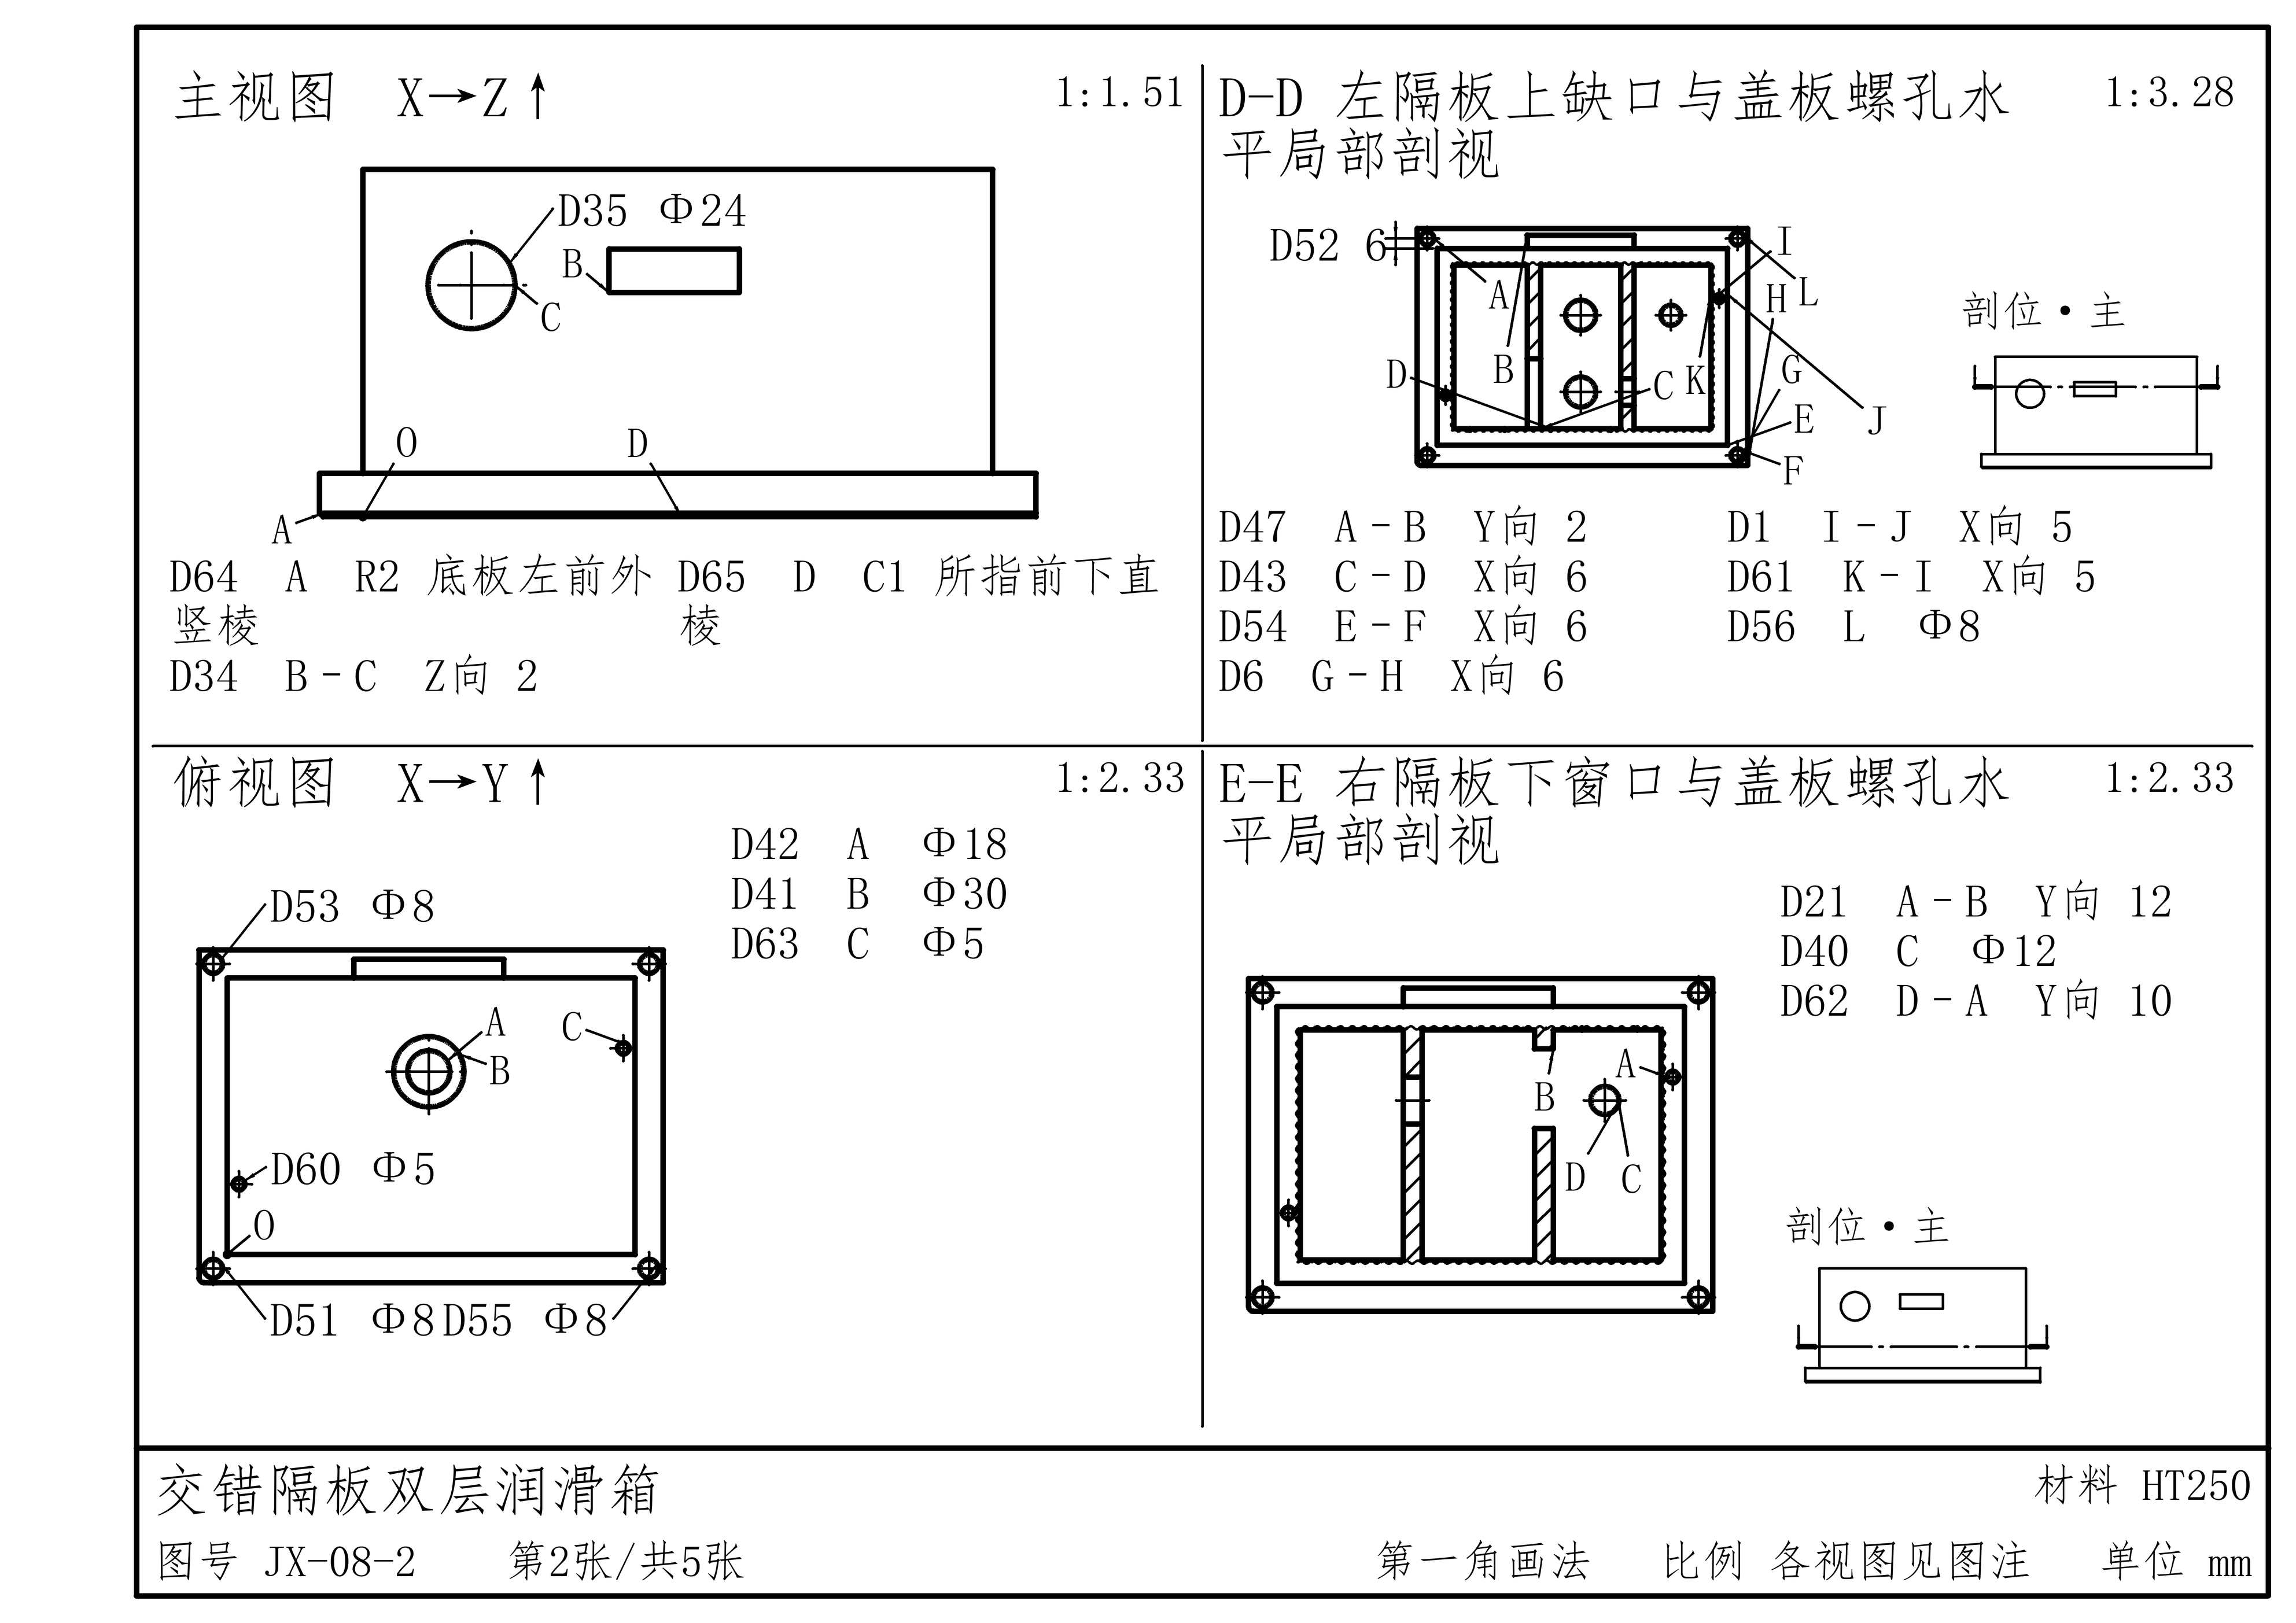 主视图 X→Z↑ 1:1.51
D35 Φ24
B
C
O
D
A
D64 A R2 底板左前外竖棱
D65 D C1 所指前下直棱
D34 B-C Z向 2
D-D 左隔板上缺口与盖板螺孔水 1:3.28
平局部剖视
D52 6
I
A
H
L
剖位·主
B
D
C
K
G
E
J
F
D47 A-B Y向 2
D1 I-J X向 5
D43 C-D X向 6
D61 K-I X向 5
D54 E-F X向 6
D56 L Φ8
D6 G-H X向 6
俯视图 X→Y↑ 1:2.33
D42 A Φ18
D41 B Φ30
D63 C Φ5
D53 Φ8
A
C
B
D60 Φ5
O
D51 Φ8
D55 Φ8
E-E 右隔板下窗口与盖板螺孔水 1:2.33
平局部剖视
D21 A-B Y向 12
D40 C Φ12
D62 D-A Y向 10
A
B
D
C
剖位·主
交错隔板双层润滑箱
材料 HT250
图号 JX-08-2 第2张/共5张
第一角画法 比例 各视图见图注 单位 mm